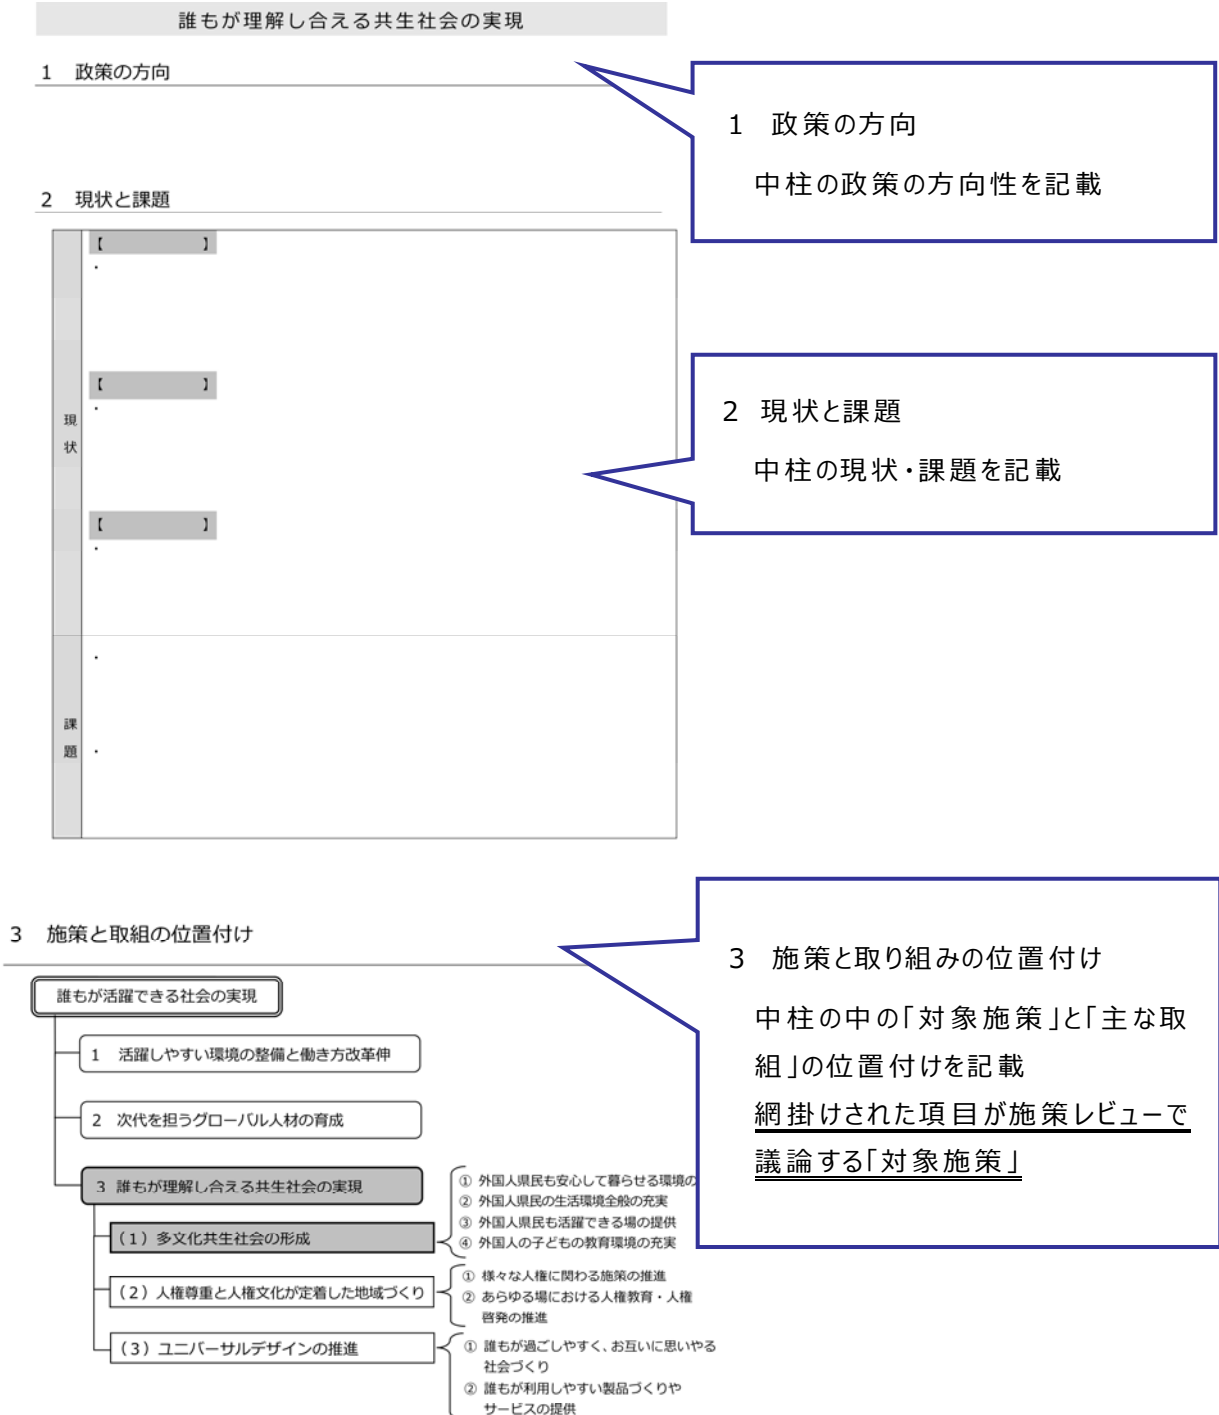 誰もが理解し合える共生社会の実現
1 政策の方向
1 政策の方向
中柱の政策の方向性を記載
2 現状と課題
【 】
・
【 】
・
現
状
2 現状と課題
中柱の現状・課題を記載
【 】
・
・
課
題 ・
3 施策と取組の位置付け
3 施策と取り組みの位置付け
中柱の中の「対象施策」と「主な取
組」の位置付けを記載
網掛けされた項目が施策レビューで
議論する「対象施策」
誰もが活躍できる社会の実現
1 活躍しやすい環境の整備と働き方改革伸
2 次代を担うグローバル人材の育成
3 誰もが理解し合える共生社会の実現
(1)多文化共生社会の形成
① 外国人県民も安心して暮らせる環境の
② 外国人県民の生活環境全般の充実
③ 外国人県民も活躍できる場の提供
④ 外国人の子どもの教育環境の充実
(2)人権尊重と人権文化が定着した地域づくり
① 様々な人権に関わる施策の推進
② あらゆる場における人権教育・人権
啓発の推進
(3)ユニバーサルデザインの推進
① 誰もが過ごしやすく、お互いに思いやる
社会づくり
② 誰もが利用しやすい製品づくりや
サービスの提供